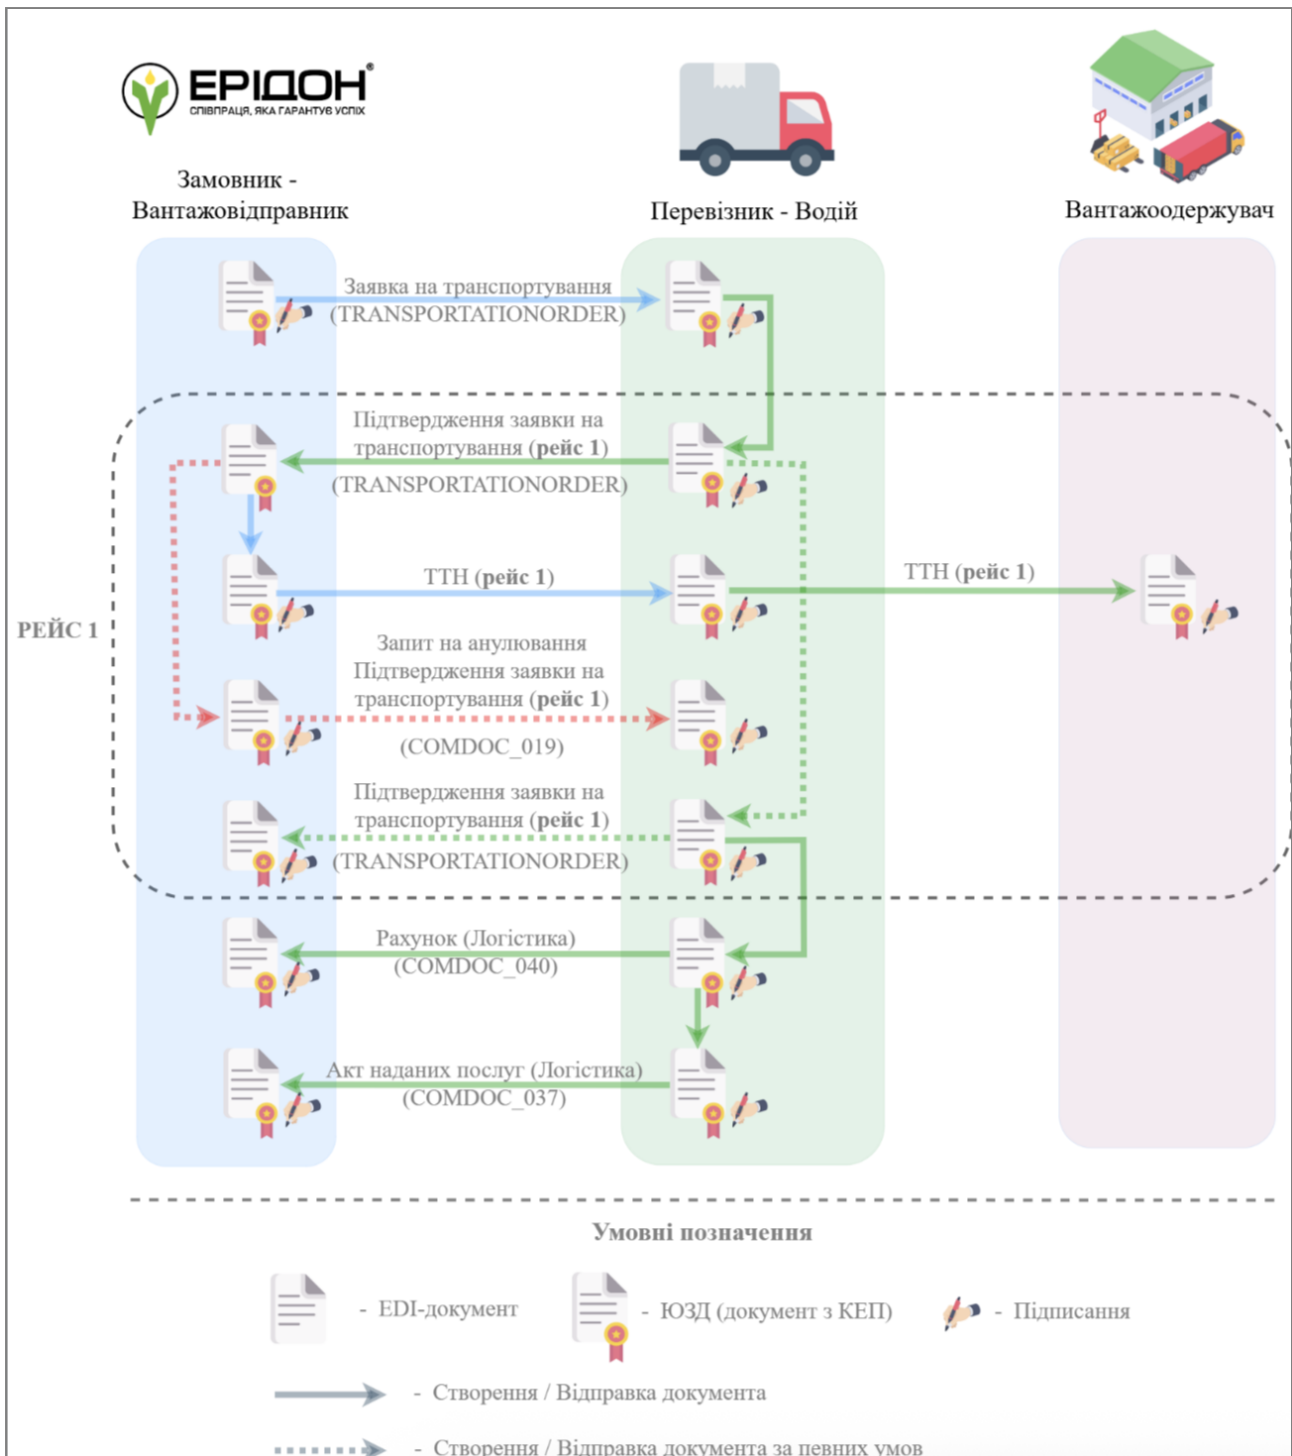 ЕРІДОН®
СПІВПРАЦЯ, ЯКА ГАРАНТУЄ УСПІХ
Замовник -
Вантажовідправник
Перевізник - Водій
Вантажоодержувач
Заявка на транспортування
(TRANSPORTATIONORDER)
Підтвердження заявки на
транспортування (рейс 1)
(TRANSPORTATIONORDER)
ТТН (рейс 1)
ТТН (рейс 1)
РЕЙС 1
Запит на анулювання
Підтвердження заявки на
транспортування (рейс 1)
(COMDOC_019)
Підтвердження заявки на
транспортування (рейс 1)
(TRANSPORTATIONORDER)
Рахунок (Логістика)
(COMDOC_040)
Акт наданих послуг (Логістика)
(COMDOC_037)
Умовні позначення
- EDI-документ
- ЮЗД (документ з КЕП)
- Підписання
- Створення / Відправка документа
- Створення / Відправка документа за певних умов